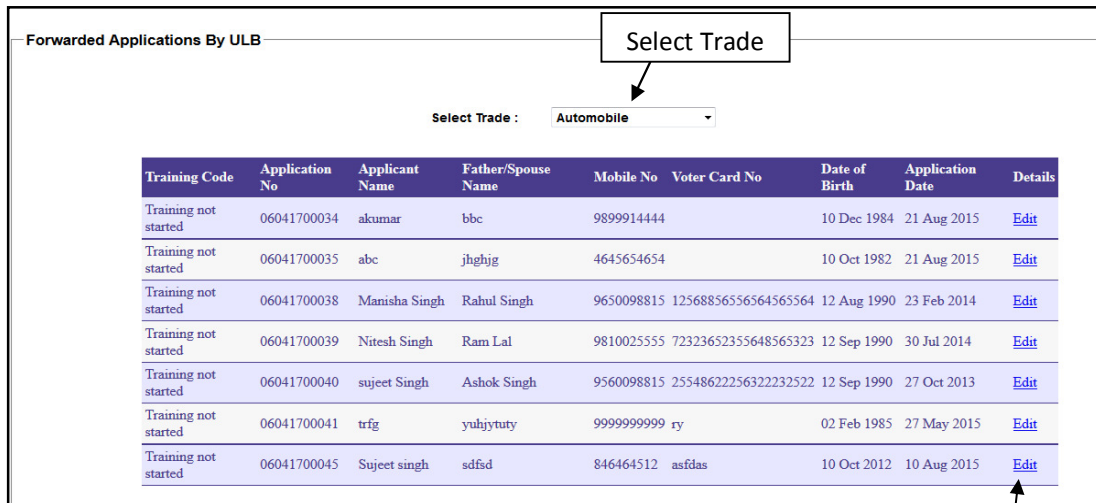 Forwarded Applications By ULB
Select Trade
Select Trade : Automobile
Training Code Application No Applicant Name Father/Spouse Name Mobile No Voter Card No Date of Birth Application Date Details
Training not started 06041700034 akumar bbc 9899914444 10 Dec 1984 21 Aug 2015 Edit
Training not started 06041700035 abc jhghjg 4645654654 10 Oct 1982 21 Aug 2015 Edit
Training not started 06041700038 Manisha Singh Rahul Singh 9650098815 12568856556564565564 12 Aug 1990 23 Feb 2014 Edit
Training not started 06041700039 Nitesh Singh Ram Lal 9810025555 72323652355648565323 12 Sep 1990 30 Jul 2014 Edit
Training not started 06041700040 sujeet Singh Ashok Singh 9560098815 25548622256322232522 12 Sep 1990 27 Oct 2013 Edit
Training not started 06041700041 trfg yuhjytuty 9999999999 ry 02 Feb 1985 27 May 2015 Edit
Training not started 06041700045 Sujeet singh sdfsd 846464512 asfdas 10 Oct 2012 10 Aug 2015 Edit